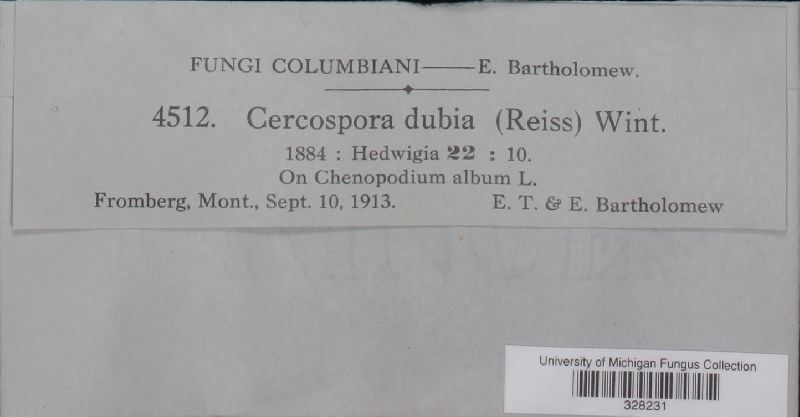 FUNGI COLUMBIANI——E. Bartholomew.
4512. Cercospora dubia (Reiss) Wint.
1884 : Hedwigia 22 : 10.
On Chenopodium album L.
Fromberg, Mont., Sept. 10, 1913. E. T. & E. Bartholomew
University of Michigan Fungus Collection
328231